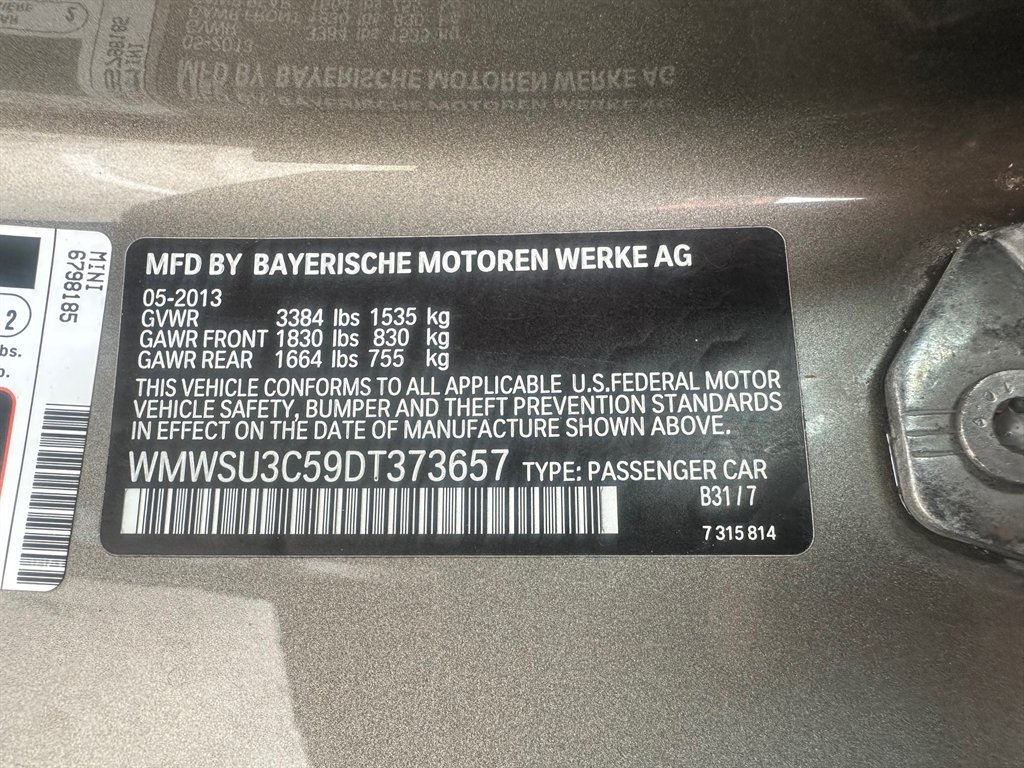 MFD BY BAYERISCHE MOTOREN WERKE AG
05-2013
GVWR 3384 lbs 1535 kg
GAWR FRONT 1830 lbs 830 kg
GAWR REAR 1664 lbs 755 kg
THIS VEHICLE CONFORMS TO ALL APPLICABLE U.S.FEDERAL MOTOR
VEHICLE SAFETY, BUMPER AND THEFT PREVENTION STANDARDS
IN EFFECT ON THE DATE OF MANUFACTURE SHOWN ABOVE.
WMWSU3C59DT373657 TYPE: PASSENGER CAR
B31/7
7 315 814
MINI
6798185
2